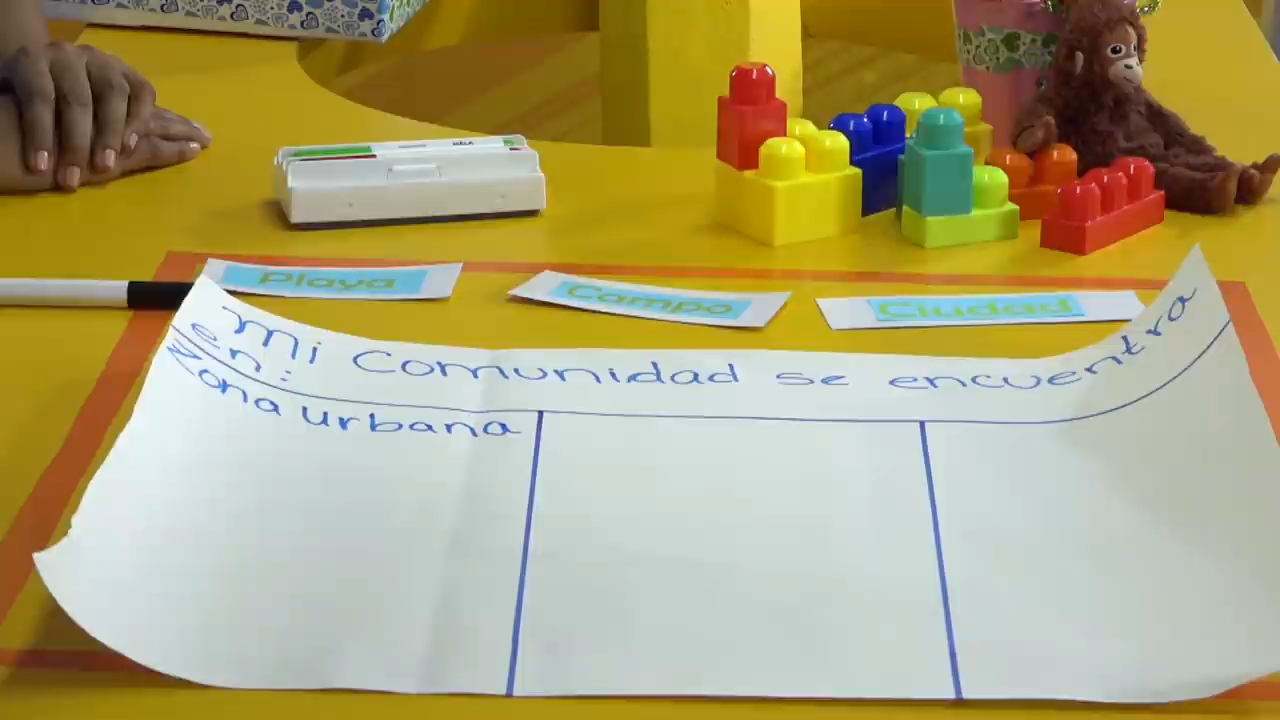 Playa
Campo
Ciudad
Mi Comunidad se encuentra
en:
Zona urbana